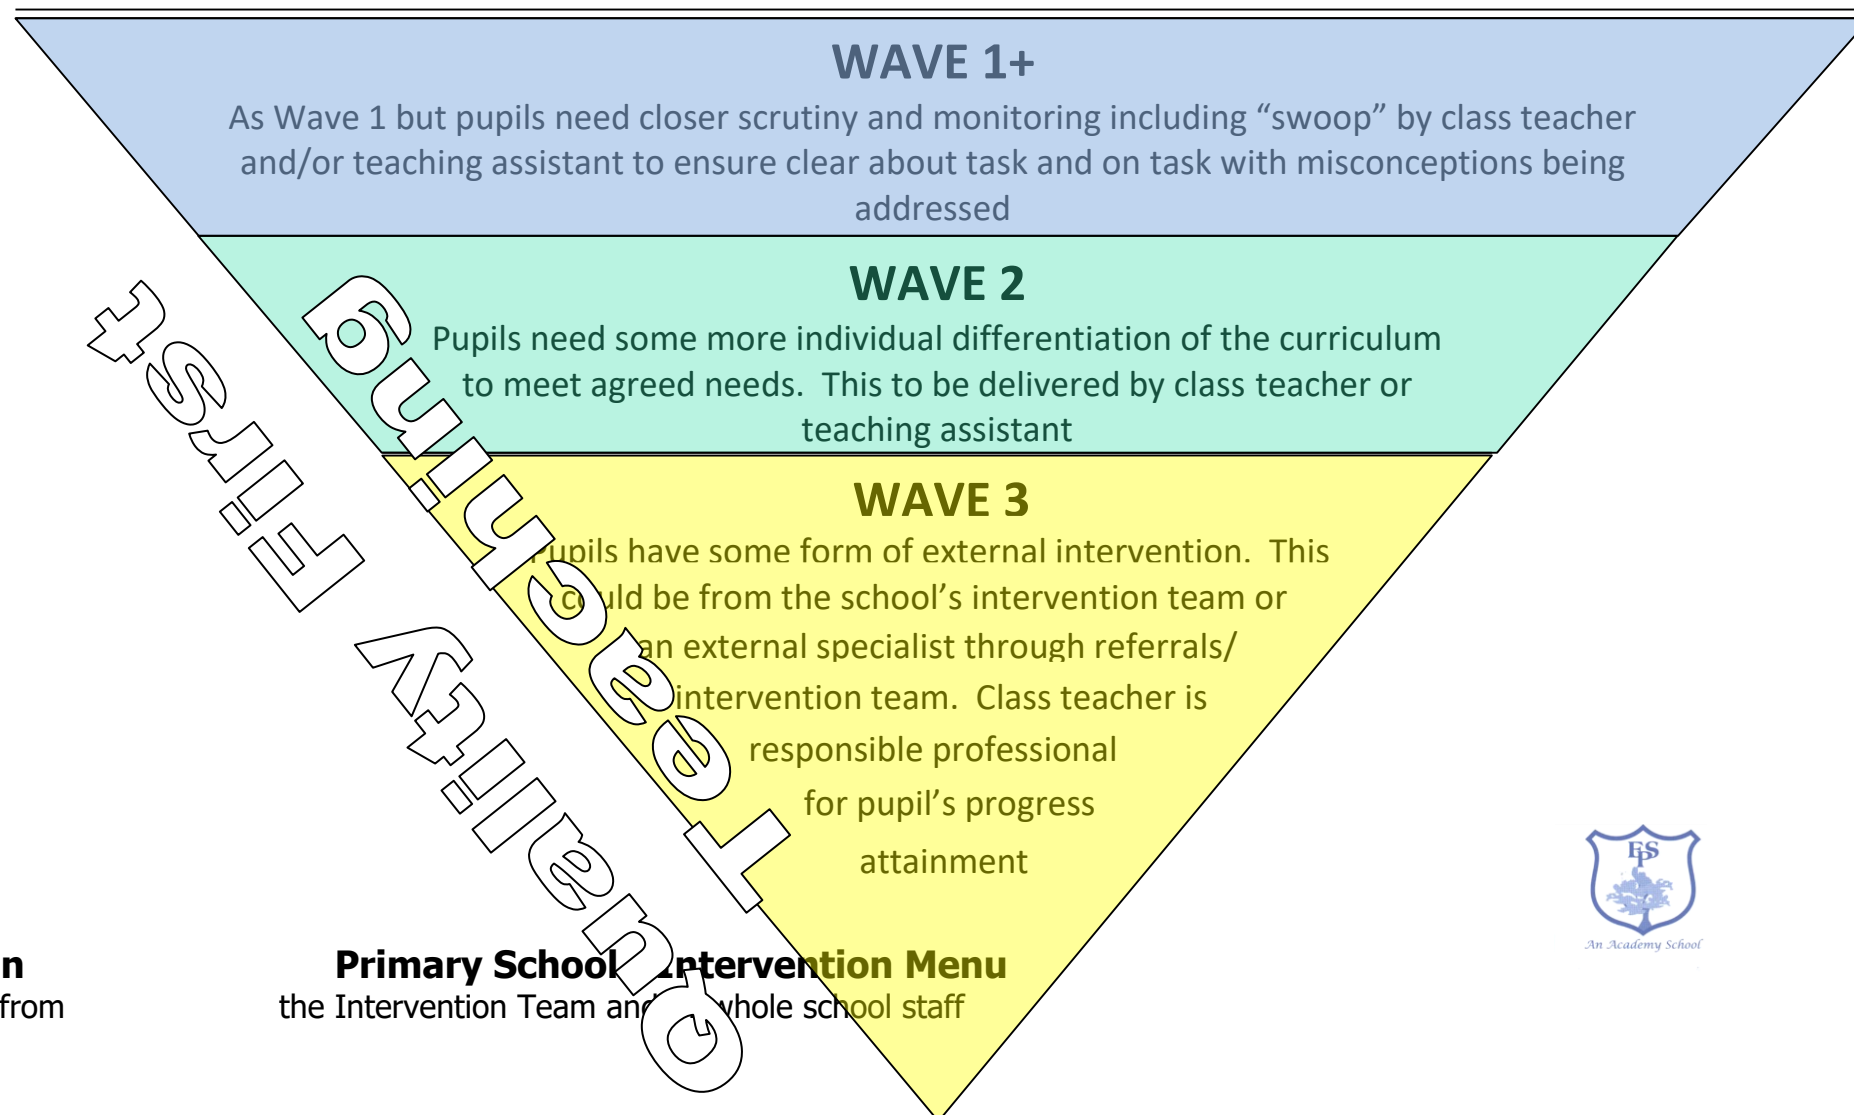 WAVE 1+
As Wave 1 but pupils need closer scrutiny and monitoring including “swoop” by class teacher
and/or teaching assistant to ensure clear about task and on task with misconceptions being
addressed
WAVE 2
Pupils need some more individual differentiation of the curriculum
to meet agreed needs.  This to be delivered by class teacher or
teaching assistant
WAVE 3
Pupils have some form of external intervention.  This
could be from the school’s intervention team or
an external specialist through referrals/
intervention team.  Class teacher is
responsible professional
for pupil’s progress
attainment
Quality First
Teaching
EPS
An Academy School
n
Primary School Intervention Menu
from
the Intervention Team and whole school staff